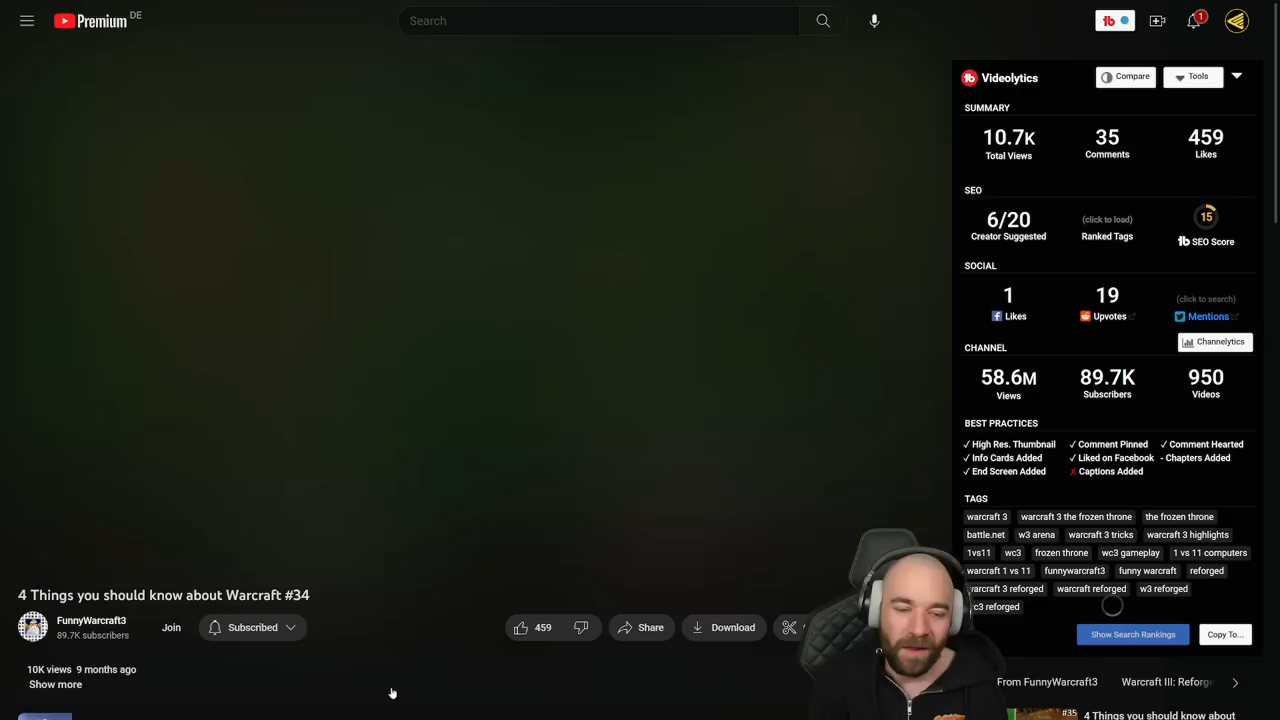 Premium DE
Search
1
Videolytics
Compare
Tools
SUMMARY
10.7K
35
459
Total Views
Comments
Likes
SEO
6/20
(click to load)
15
Creator Suggested
Ranked Tags
SEO Score
SOCIAL
1
19
(click to search)
Likes
Upvotes
Mentions
CHANNEL
Channelytics
58.6M
89.7K
950
Views
Subscribers
Videos
BEST PRACTICES
✓ High Res. Thumbnail
✓ Comment Pinned
✓ Comment Hearted
✓ Info Cards Added
✓ Liked on Facebook
- Chapters Added
✓ End Screen Added
✗ Captions Added
TAGS
warcraft 3
warcraft 3 the frozen throne
the frozen throne
battle.net
w3 arena
warcraft 3 tricks
warcraft 3 highlights
1vs11
wc3
frozen throne
wc3 gameplay
1 vs 11 computers
warcraft 1 vs 11
funnywarcraft3
funny warcraft
reforged
warcraft 3 reforged
warcraft reforged
w3 reforged
c3 reforged
Show Search Rankings
Copy To...
4 Things you should know about Warcraft #34
FunnyWarcraft3
89.7K subscribers
Join
Subscribed
459
Share
Download
10K views 9 months ago
Show more
From FunnyWarcraft3
Warcraft III: Reforge
#35
4 Things you should know about